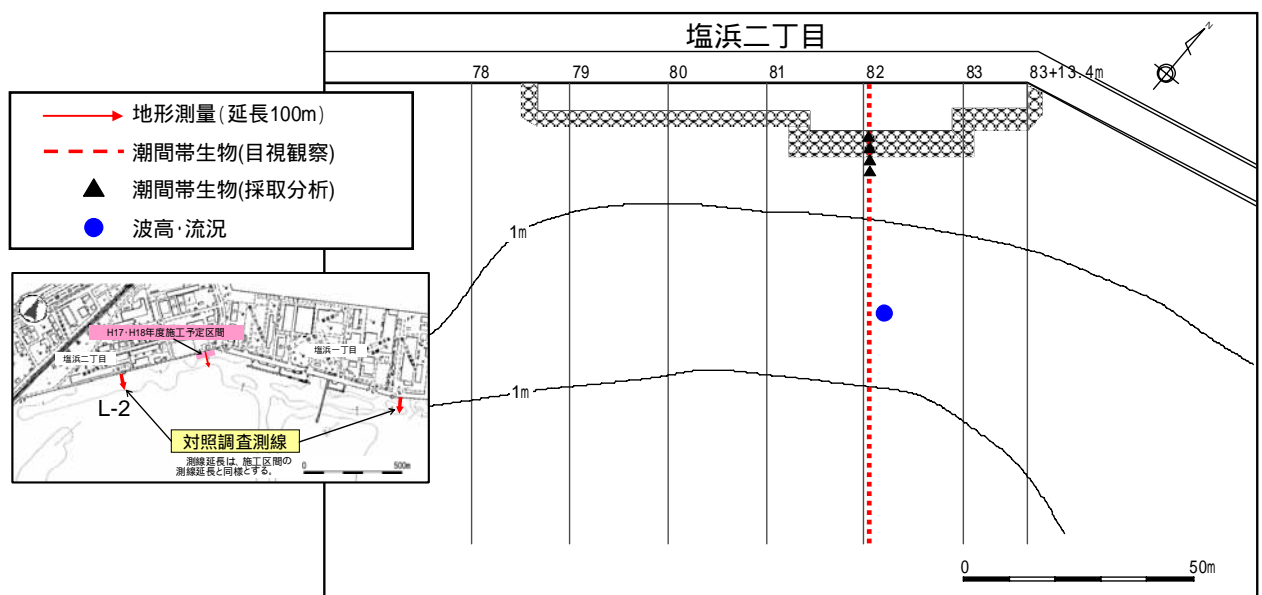 塩浜二丁目
N
78 79 80 81 82 83 83+13.4m
地形測量(延長100m)
潮間帯生物(目視観察)
潮間帯生物(採取分析)
波高・流況
1m
1m
H17・H18年度施工予定区間
塩浜二丁目
塩浜一丁目
L-2
対照調査測線
測線延長は、施工区間の
測線延長と同様とする。
0 500m
0 50m